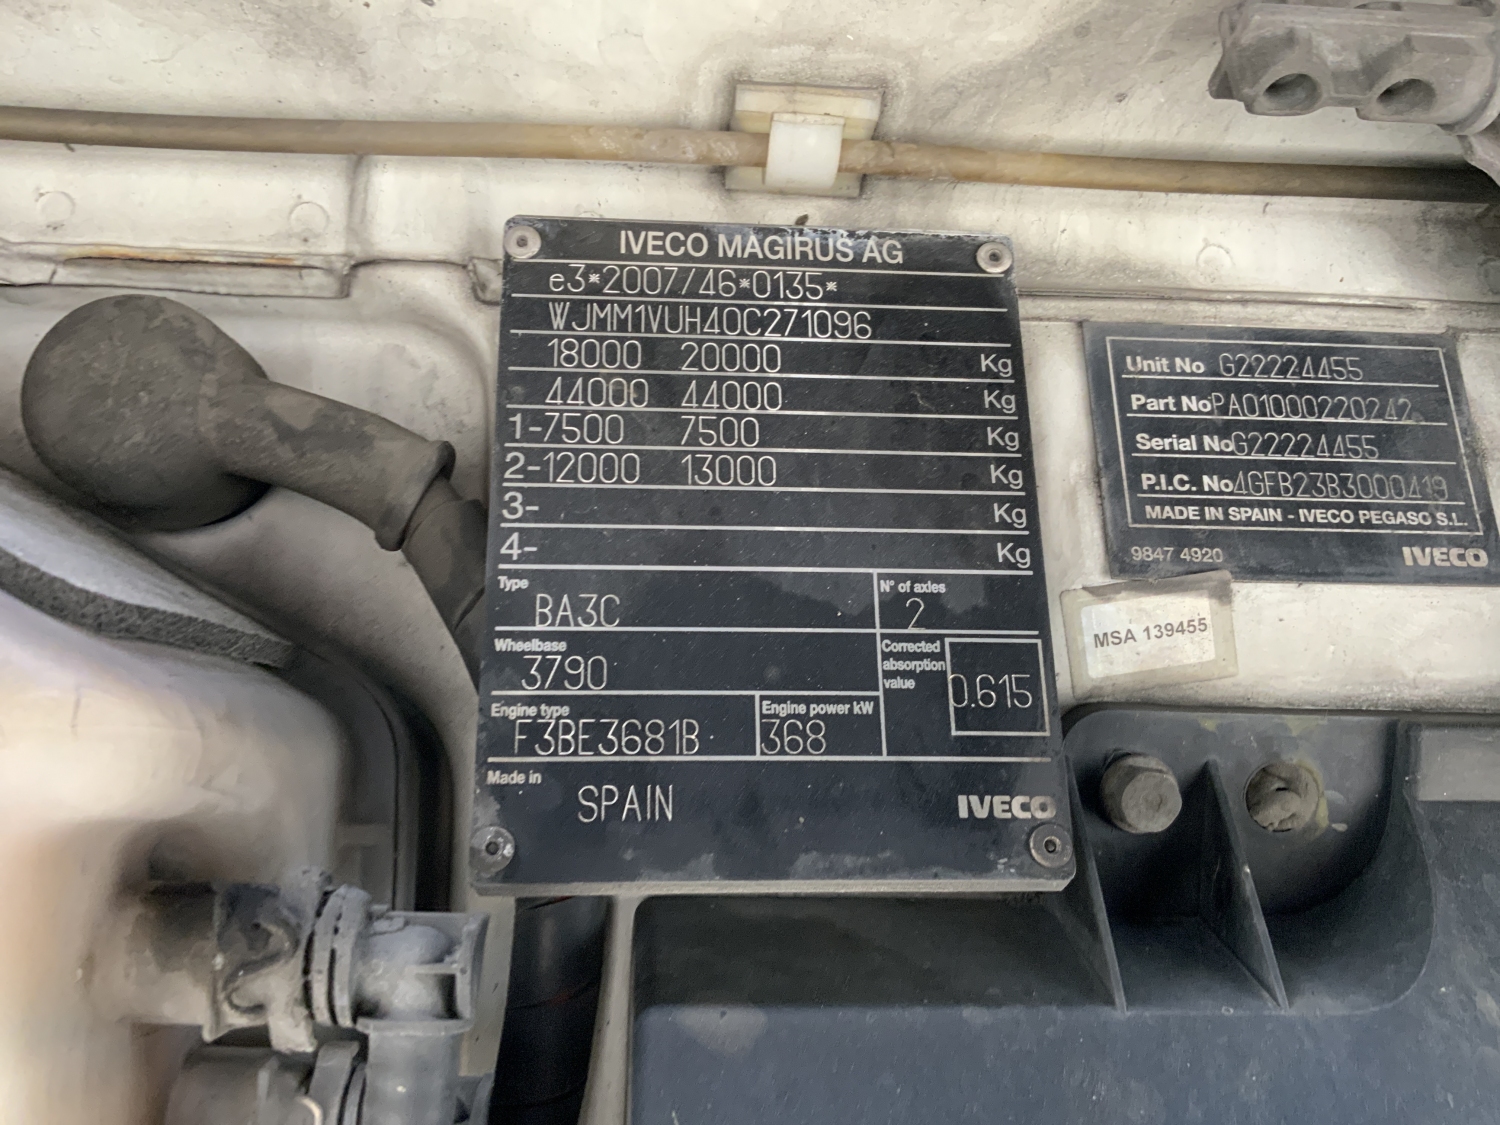 IVECO MAGIRUS AG
e3*2007/46*0135*
WJMM1VUH40C271096
18000 20000 Kg
44000 44000 Kg
1-7500 7500 Kg
2-12000 13000 Kg
3- Kg
4- Kg
Type
BA3C
N° of axles
2
Wheelbase
3790
Corrected
absorption
value
0.615
Engine type
F3BE3681B
Engine power kW
368
Made in
SPAIN
IVECO
Unit No G22224455
Part No PA01000220242
Serial No G22224455
P.I.C. No 4GFB23B3000419
MADE IN SPAIN - IVECO PEGASO S.L.
9847 4920
IVECO
MSA 139455